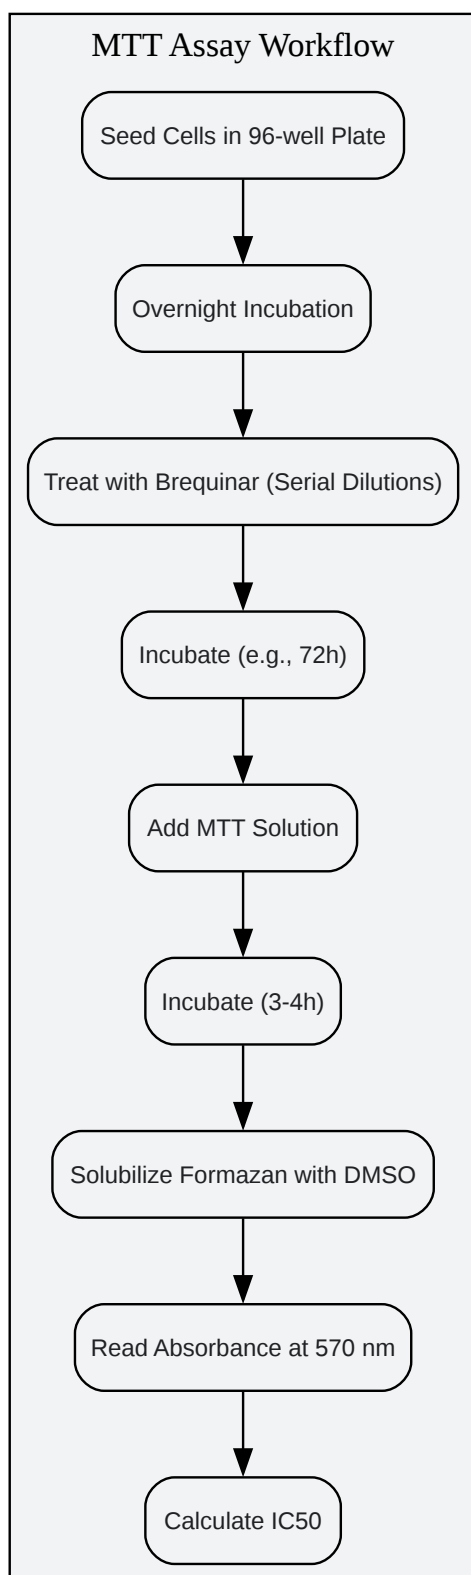 MTT Assay Workflow
Seed Cells in 96-well Plate
Overnight Incubation
Treat with Brequinar (Serial Dilutions)
Incubate (e.g., 72h)
Add MTT Solution
Incubate (3-4h)
Solubilize Formazan with DMSO
Read Absorbance at 570 nm
Calculate IC50